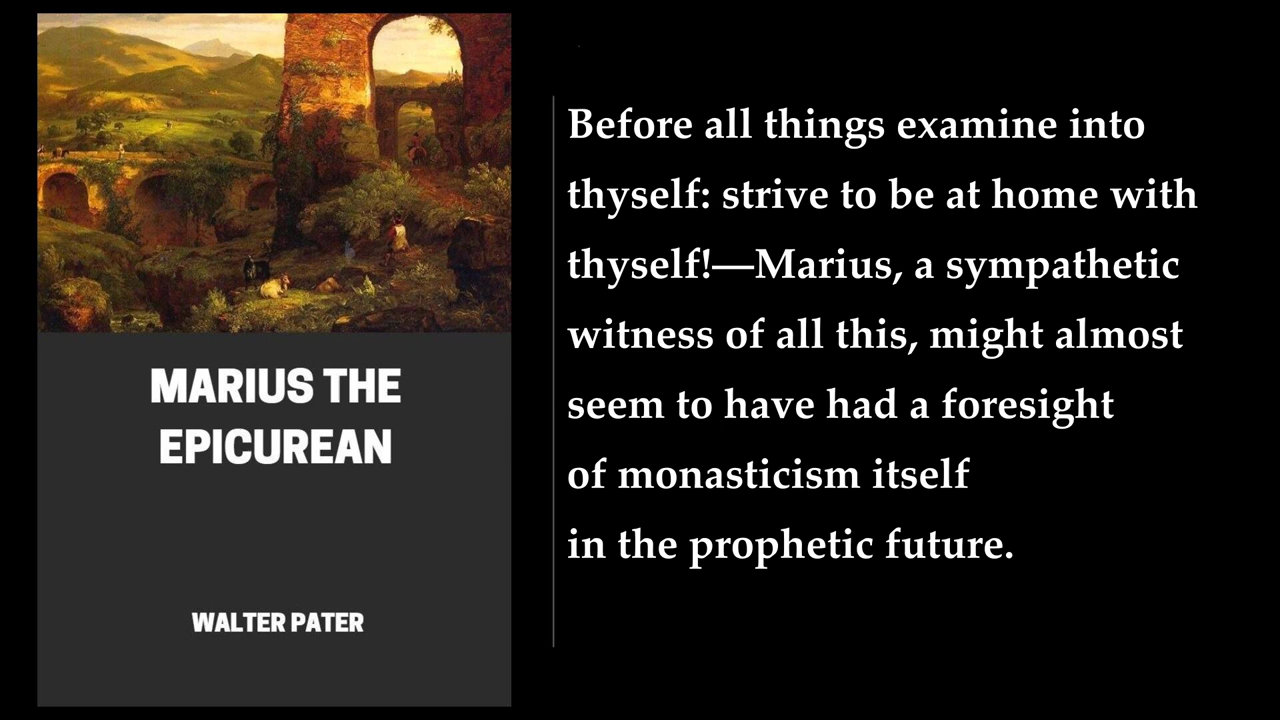 MARIUS THE
EPICUREAN
WALTER PATER
Before all things examine into
thyself: strive to be at home with
thyself!—Marius, a sympathetic
witness of all this, might almost
seem to have had a foresight
of monasticism itself
in the prophetic future.